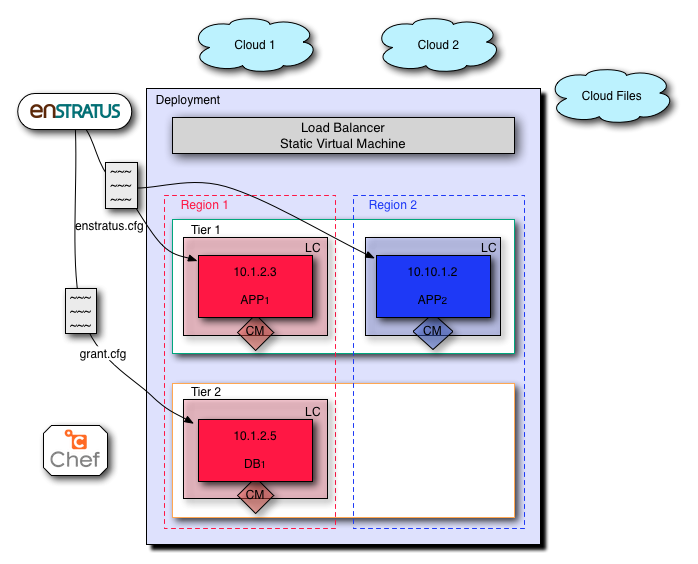 Cloud 1
Cloud 2
Cloud Files
enSTRATUS
Deployment
Load Balancer
Static Virtual Machine
~~~
~~~
~~~
enstratus.cfg
Region 1
Region 2
Tier 1
LC
10.1.2.3
APP1
CM
LC
10.10.1.2
APP2
CM
~~~
~~~
~~~
grant.cfg
Tier 2
LC
10.1.2.5
DB1
CM
Chef